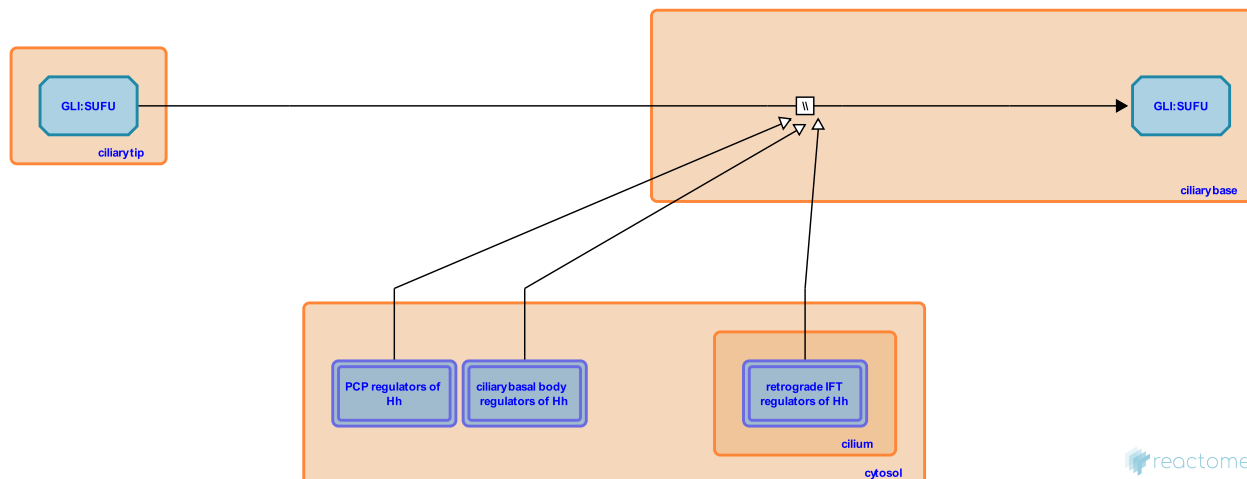 GLI:SUFU
ciliary tip
\\
GLI:SUFU
ciliary base
PCP regulators of
Hh
ciliary basal body
regulators of Hh
retrograde IFT
regulators of Hh
cilium
cytosol
reactome